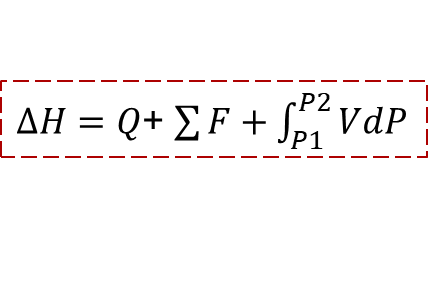 ΔH = Q+ ∑ F + ∫_{P1}^{P2} VdP